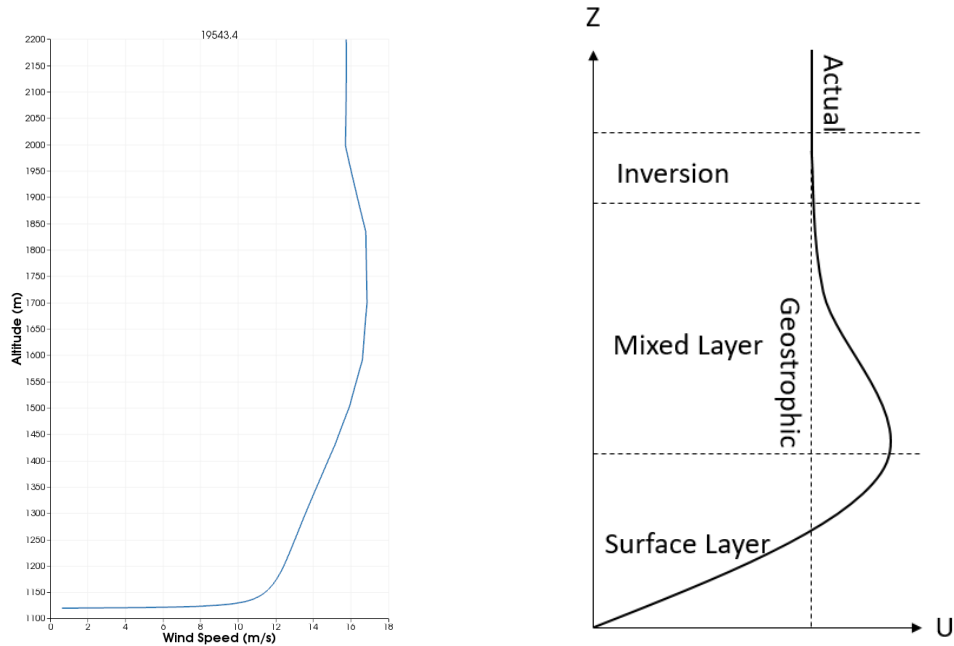 19543.4
2200
2150
2100
2050
2000
1950
1900
1850
1800
1750
1700
1650
1600
1550
1500
1450
1400
1350
1300
1250
1200
1150
1100
Altitude (m)
0 2 4 6 8 10 12 14 16 18
Wind Speed (m/s)
Z
Actual
Inversion
Mixed Layer
Geostrophic
Surface Layer
U